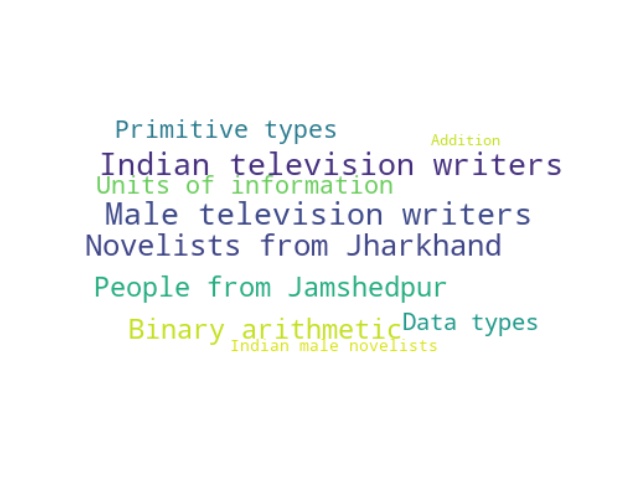 Primitive types
Addition
Indian television writers
Units of information
Male television writers
Novelists from Jharkhand
People from Jamshedpur
Data types
Binary arithmetic
Indian male novelists